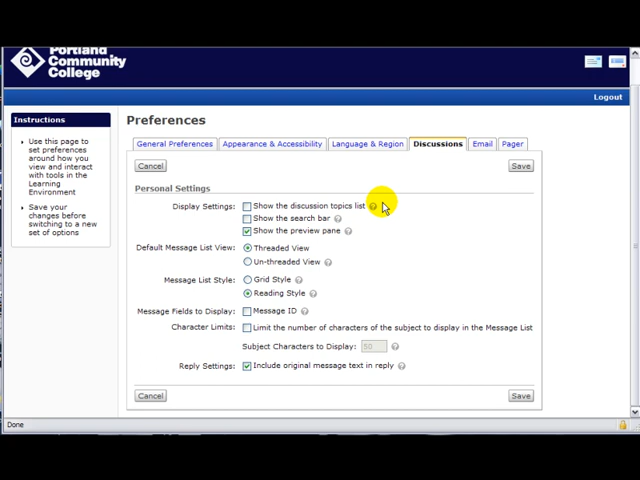 Portland
Community
College
Logout
Instructions
Use this page to
set preferences
around how you
view and interact
with tools in the
Learning
Environment
Save your
changes before
switching to a new
set of options
Preferences
General Preferences
Appearance & Accessibility
Language & Region
Discussions
Email
Pager
Cancel
Save
Personal Settings
Display Settings:
Show the discussion topics list
Show the search bar
Show the preview pane
Default Message List View:
Threaded View
Un-threaded View
Message List Style:
Grid Style
Reading Style
Message Fields to Display:
Message ID
Character Limits:
Limit the number of characters of the subject to display in the Message List
Subject Characters to Display:
50
Reply Settings:
Include original message text in reply
Cancel
Save
Done